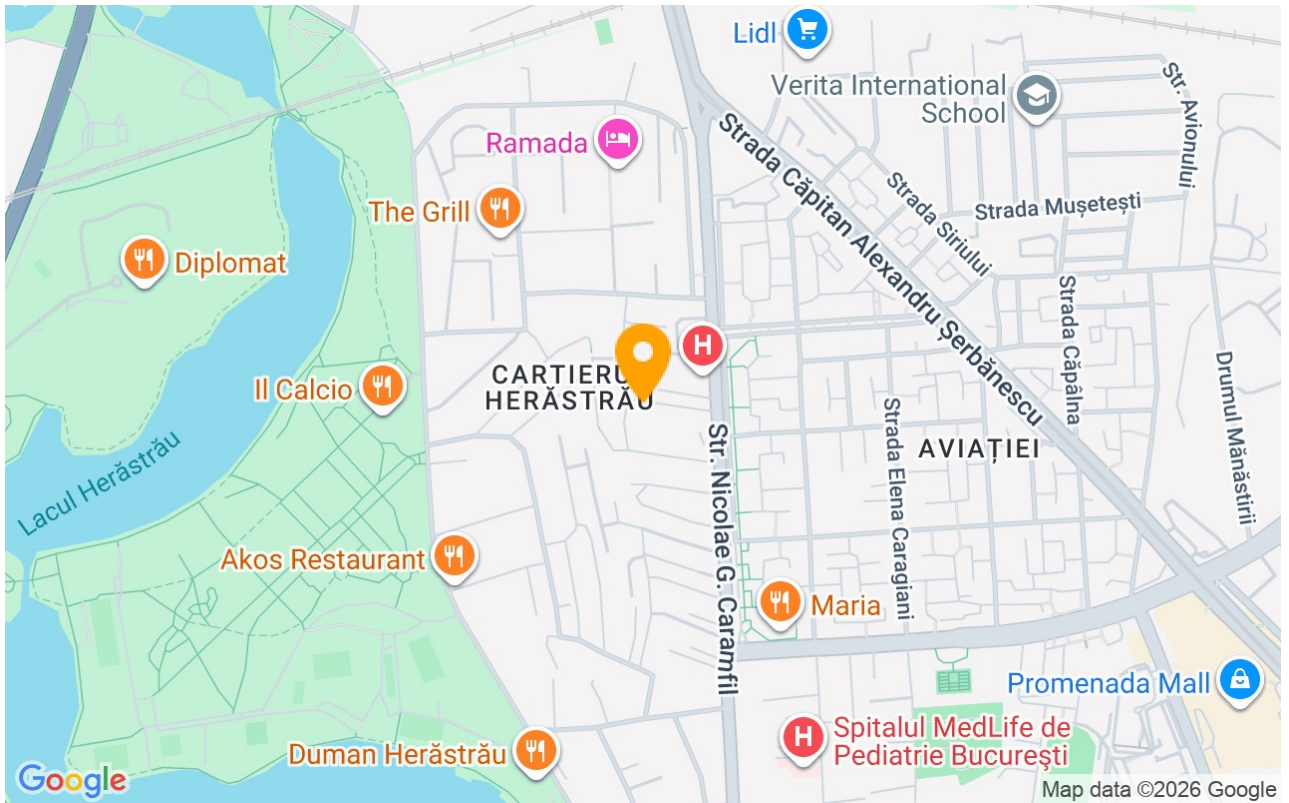 Lidl
Verita International
School
Str. Avionului
Ramada
Strada Căpitan Alexandru Șerbănescu
Strada Siriului
Strada Mușetești
The Grill
Diplomat
Strada Căpâlna
H
CARTIERU
HERĂSTRĂU
Il Calcio
Drumul Mănăstirii
Lacul Herăstrău
Str. Nicolae G. Caramfil
Strada Elena Caragiani
AVIAȚIEI
Akos Restaurant
Maria
Promenada Mall
H
Spitalul MedLife de
Pediatrie București
Duman Herăstrău
Google
Map data ©2026 Google